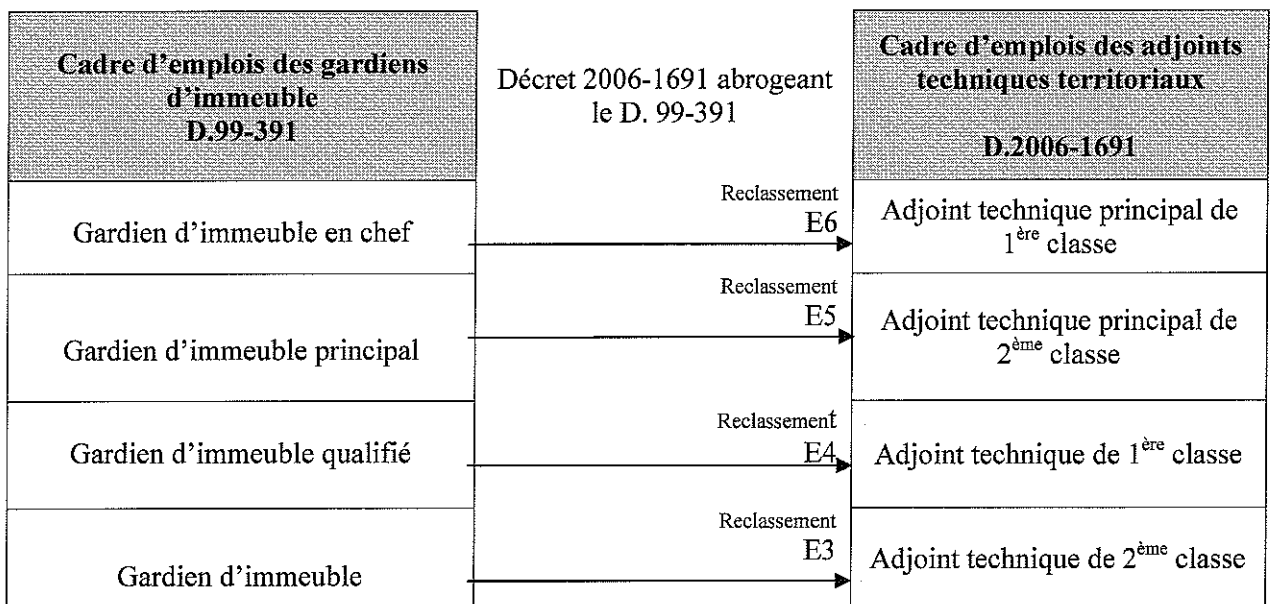 Cadre d'emplois des gardiens
d'immeuble
D.99-391
Décret 2006-1691 abrogeant
le D. 99-391
Cadre d'emplois des adjoints
techniques territoriaux
D.2006-1691
Gardien d'immeuble en chef
Reclassement
E6
Adjoint technique principal de
1ère classe
Gardien d'immeuble principal
Reclassement
E5
Adjoint technique principal de
2ème classe
Gardien d'immeuble qualifié
Reclassement
E4
Adjoint technique de 1ère classe
Gardien d'immeuble
Reclassement
E3
Adjoint technique de 2ème classe